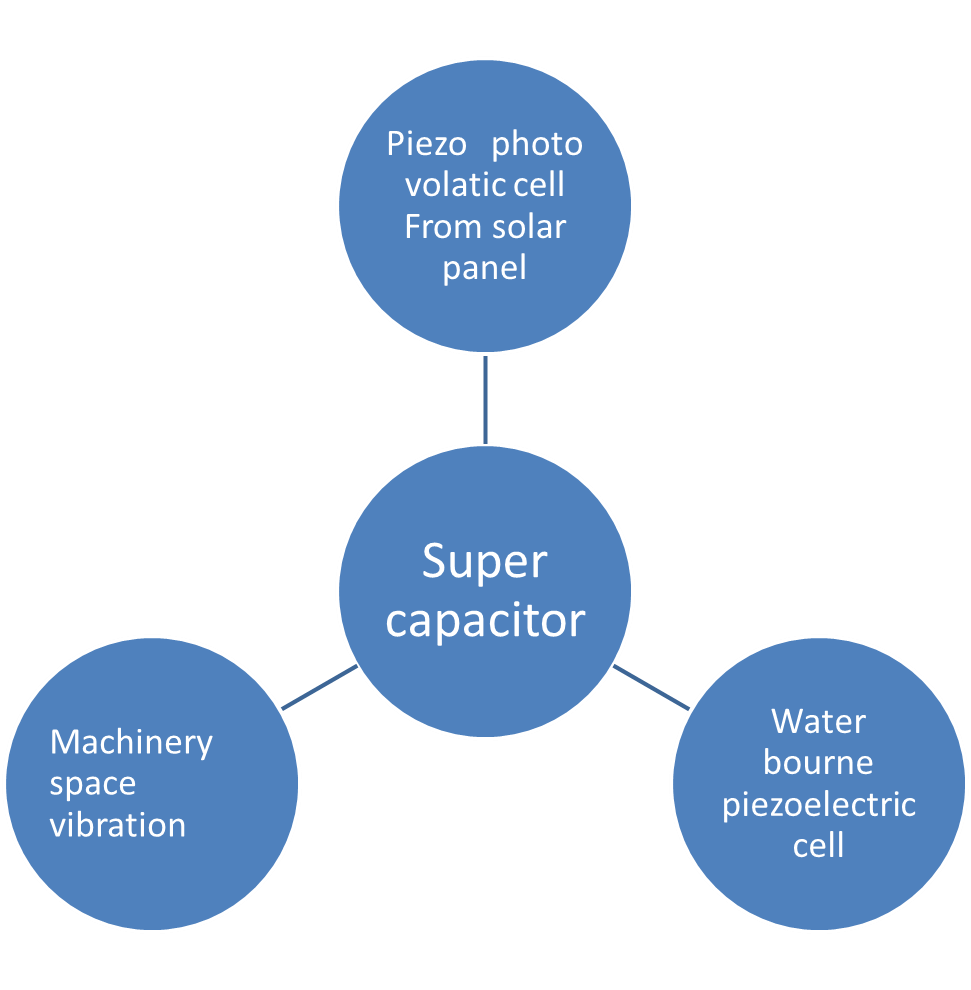 Piezo photo
volatic cell
From solar
panel
Super
capacitor
Machinery
space
vibration
Water
bourne
piezoelectric
cell